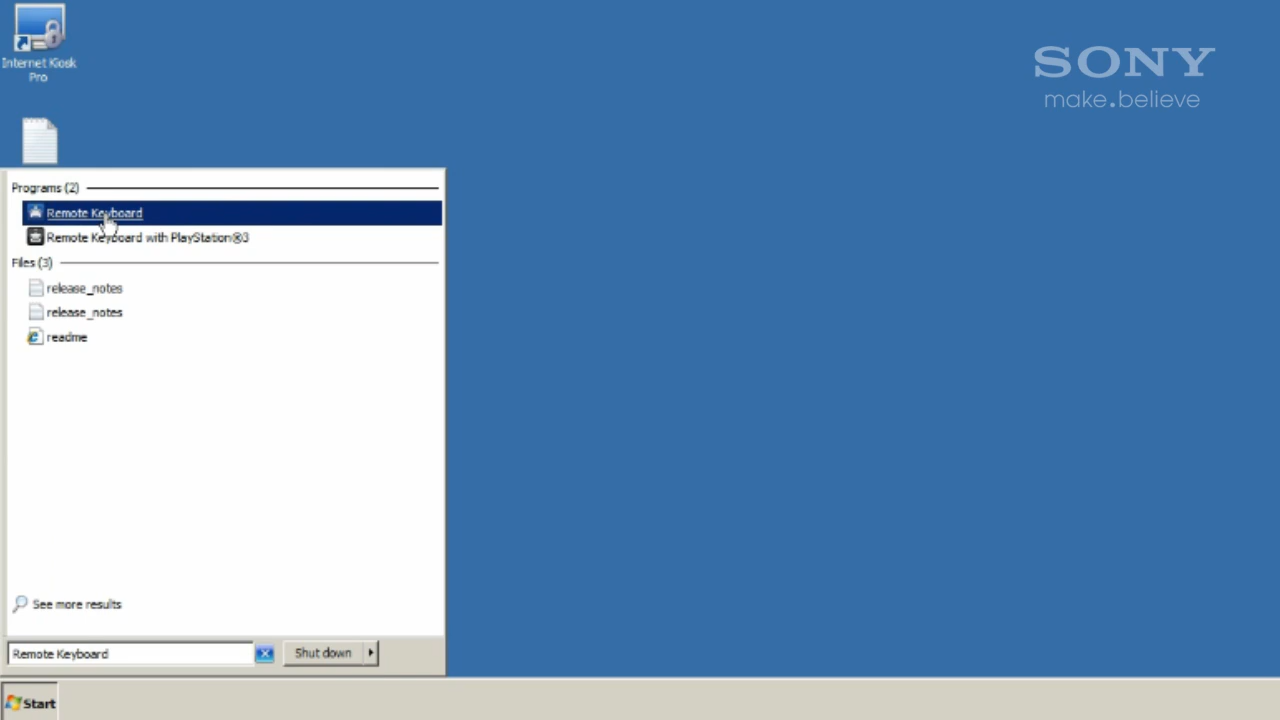 Internet Kiosk
Pro
SONY
make.believe
Programs (2)
Remote Keyboard
Remote Keyboard with PlayStation®3
Files (3)
release_notes
release_notes
readme
See more results
Remote Keyboard
Shut down
Start